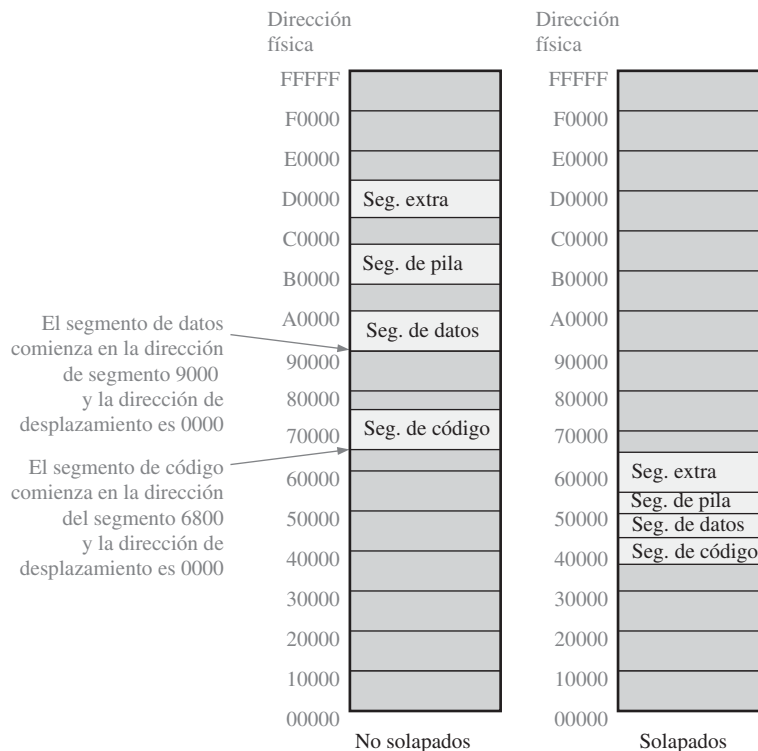 Dirección
física
FFFFF
F0000
E0000
D0000
C0000
B0000
A0000
90000
80000
70000
60000
50000
40000
30000
20000
10000
00000
Seg. extra
Seg. de pila
Seg. de datos
Seg. de código
El segmento de datos
comienza en la dirección
de segmento 9000
y la dirección de
desplazamiento es 0000
El segmento de código
comienza en la dirección
del segmento 6800
y la dirección de
desplazamiento es 0000
No solapados
Dirección
física
FFFFF
F0000
E0000
D0000
C0000
B0000
A0000
90000
80000
70000
60000
50000
40000
30000
20000
10000
00000
Seg. extra
Seg. de pila
Seg. de datos
Seg. de código
Solapados